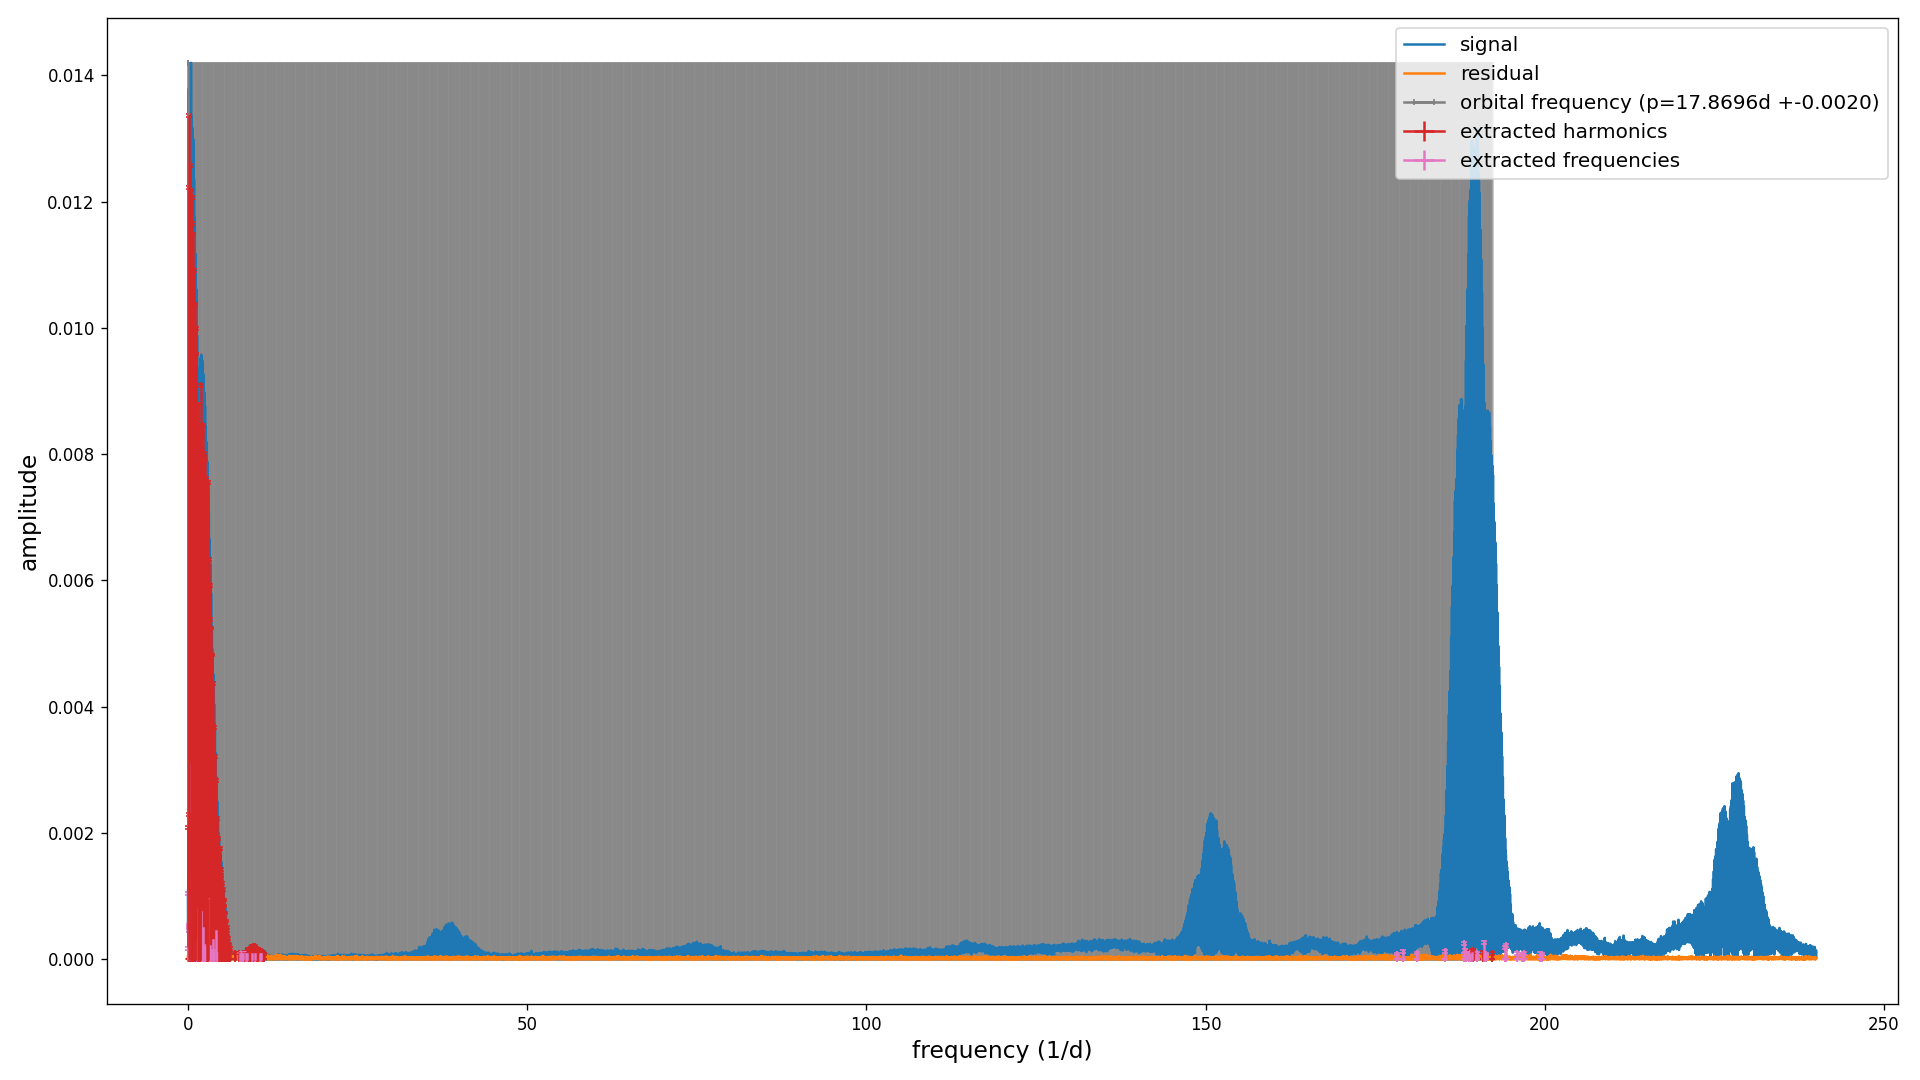 signal
residual
orbital frequency (p=17.8696d +-0.0020)
extracted harmonics
extracted frequencies
0.014
0.012
0.010
0.008
0.006
0.004
0.002
0.000
amplitude
0 50 100 150 200 250
frequency (1/d)